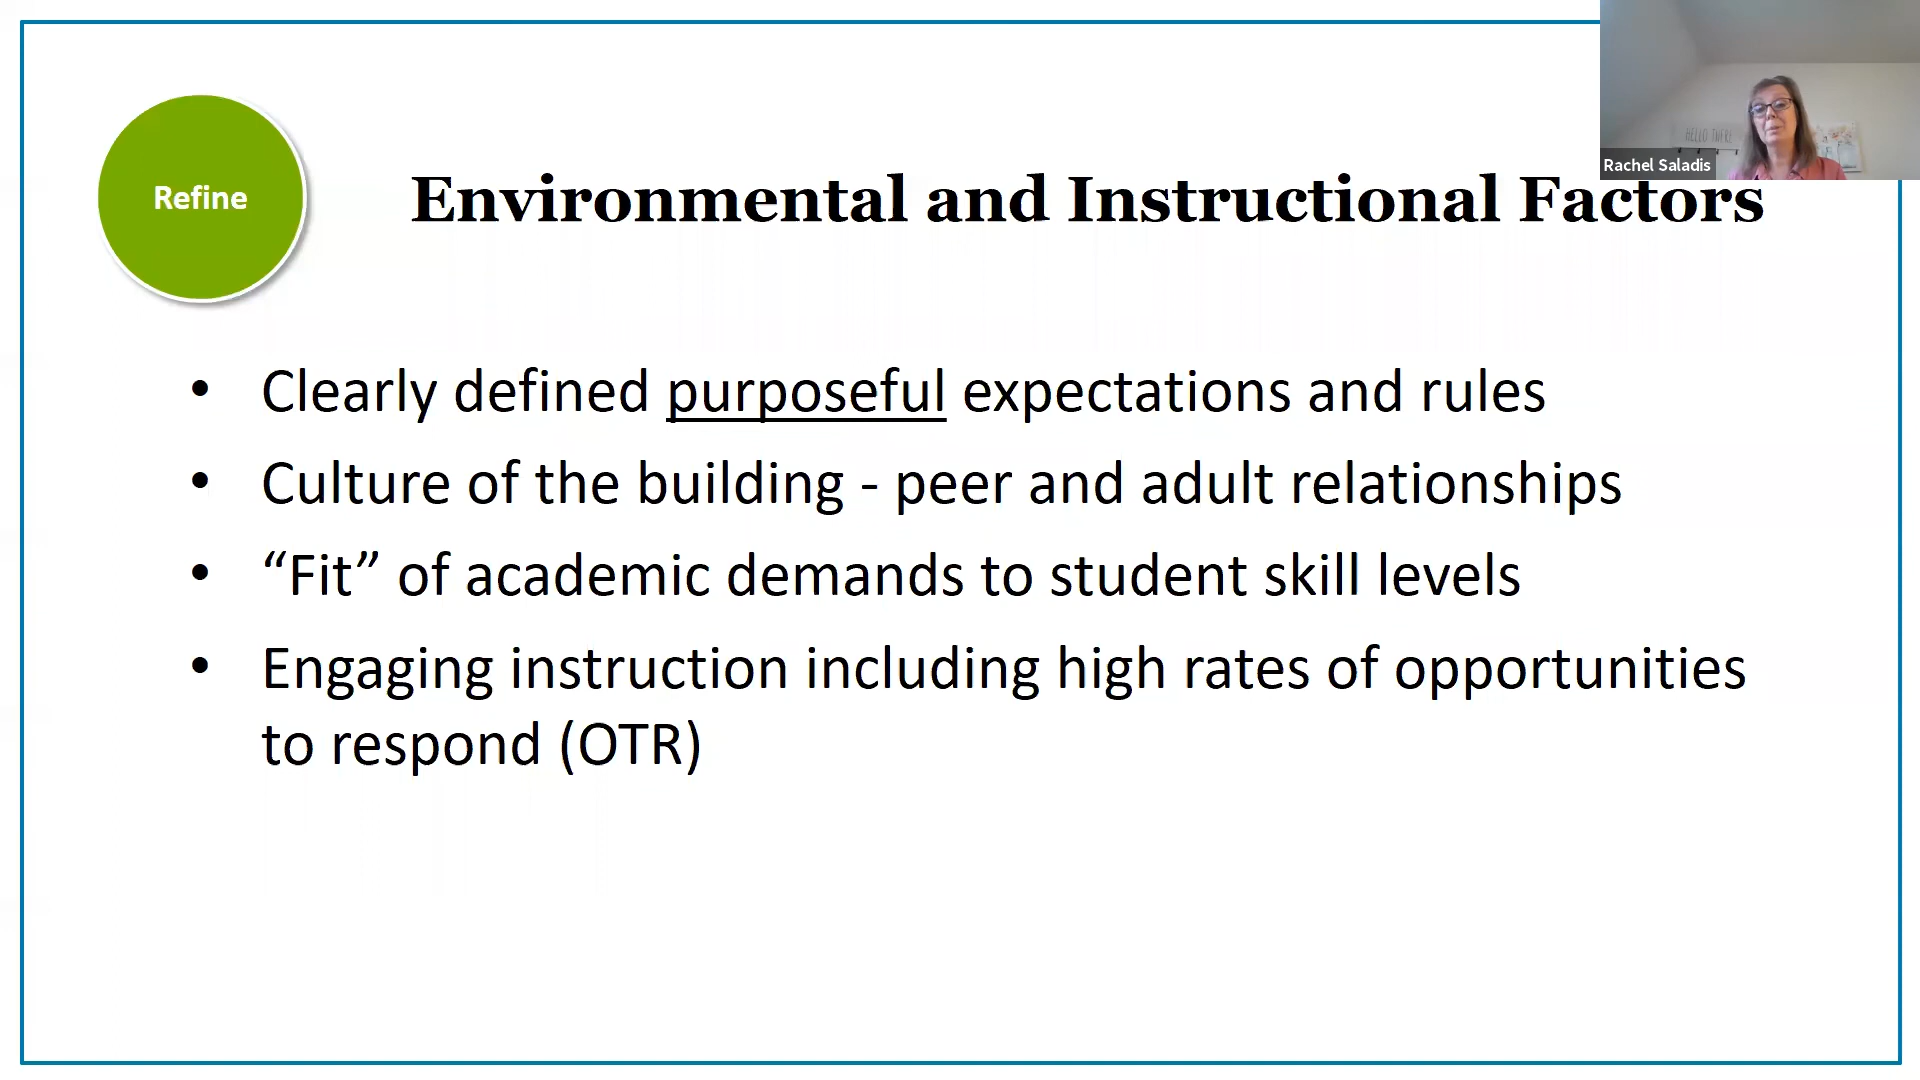 HELLO THERE
Rachel Saladis
Refine
Environmental and Instructional Factors
• Clearly defined purposeful expectations and rules
• Culture of the building - peer and adult relationships
• “Fit” of academic demands to student skill levels
• Engaging instruction including high rates of opportunities
to respond (OTR)